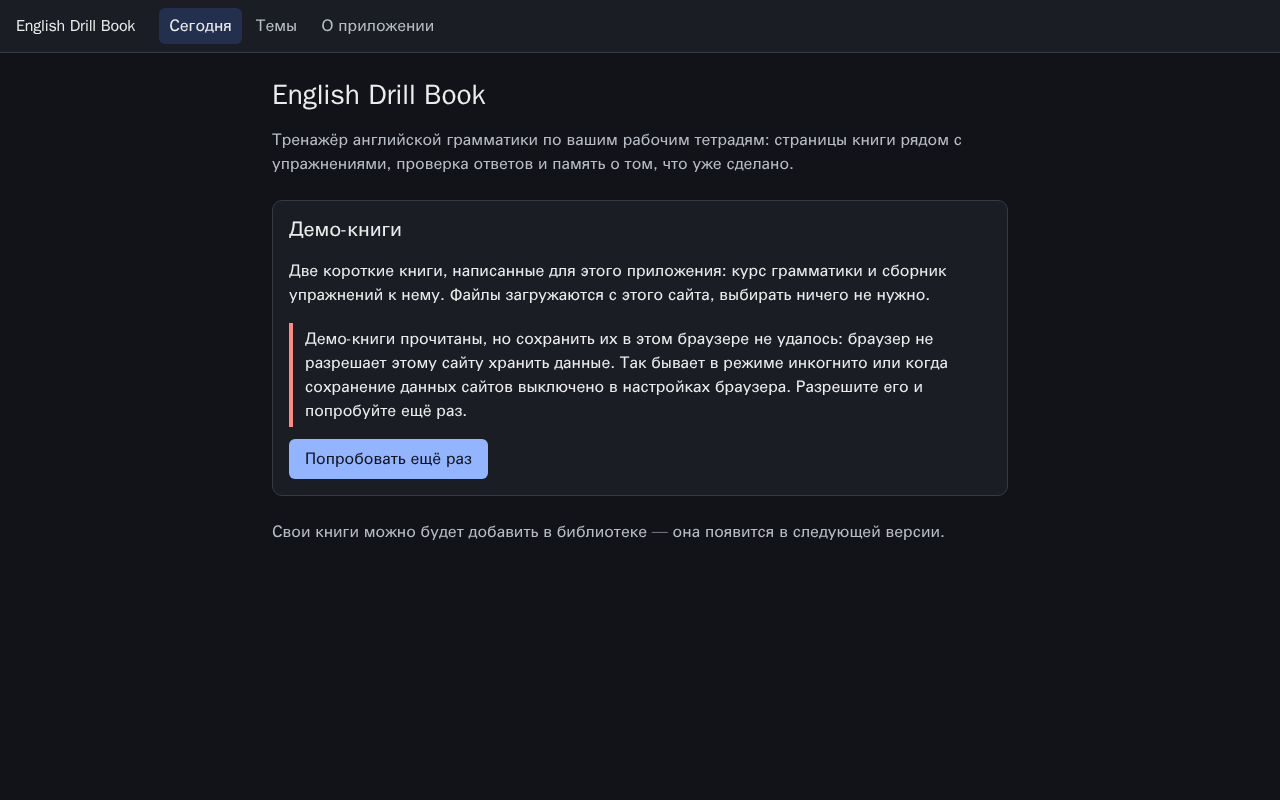 English Drill Book
Сегодня
Темы
О приложении
English Drill Book
Тренажёр английской грамматики по вашим рабочим тетрадям: страницы книги рядом с
упражнениями, проверка ответов и память о том, что уже сделано.
Демо-книги
Две короткие книги, написанные для этого приложения: курс грамматики и сборник
упражнений к нему. Файлы загружаются с этого сайта, выбирать ничего не нужно.
Демо-книги прочитаны, но сохранить их в этом браузере не удалось: браузер не
разрешает этому сайту хранить данные. Так бывает в режиме инкогнито или когда
сохранение данных сайтов выключено в настройках браузера. Разрешите его и
попробуйте ещё раз.
Попробовать ещё раз
Свои книги можно будет добавить в библиотеке — она появится в следующей версии.